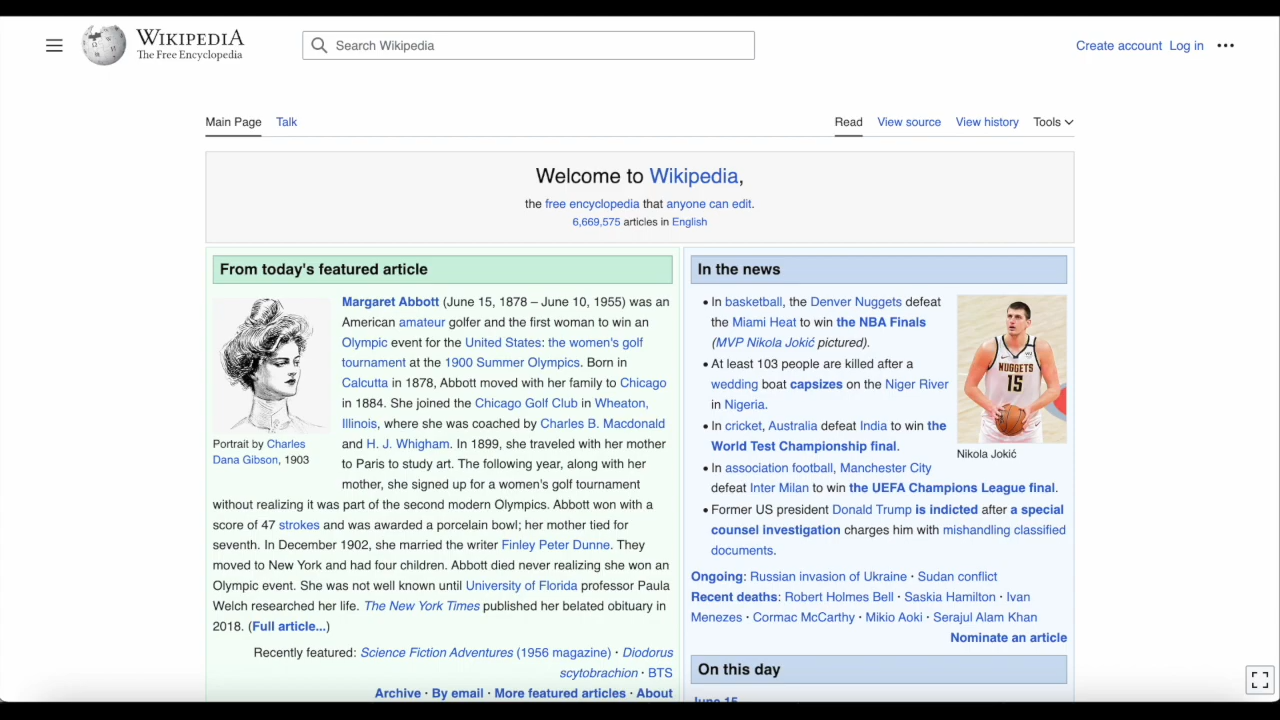 WIKIPEDIA
The Free Encyclopedia
Search Wikipedia
Create account Log in
Main Page Talk
Read View source View history Tools
Welcome to Wikipedia,
the free encyclopedia that anyone can edit.
6,669,575 articles in English
From today's featured article
Portrait by Charles
Dana Gibson, 1903
Margaret Abbott (June 15, 1878 – June 10, 1955) was an
American amateur golfer and the first woman to win an
Olympic event for the United States: the women's golf
tournament at the 1900 Summer Olympics. Born in
Calcutta in 1878, Abbott moved with her family to Chicago
in 1884. She joined the Chicago Golf Club in Wheaton,
Illinois, where she was coached by Charles B. Macdonald
and H. J. Whigham. In 1899, she traveled with her mother
to Paris to study art. The following year, along with her
mother, she signed up for a women's golf tournament
without realizing it was part of the second modern Olympics. Abbott won with a
score of 47 strokes and was awarded a porcelain bowl; her mother tied for
seventh. In December 1902, she married the writer Finley Peter Dunne. They
moved to New York and had four children. Abbott died never realizing she won an
Olympic event. She was not well known until University of Florida professor Paula
Welch researched her life. The New York Times published her belated obituary in
2018. (Full article...)
Recently featured: Science Fiction Adventures (1956 magazine) · Diodorus
scytobrachion · BTS
Archive · By email · More featured articles · About
In the news
• In basketball, the Denver Nuggets defeat
the Miami Heat to win the NBA Finals
(MVP Nikola Jokić pictured).
• At least 103 people are killed after a
wedding boat capsizes on the Niger River
in Nigeria.
• In cricket, Australia defeat India to win the
World Test Championship final.
• In association football, Manchester City
defeat Inter Milan to win the UEFA Champions League final.
• Former US president Donald Trump is indicted after a special
counsel investigation charges him with mishandling classified
documents.
NUGGETS
15
Nikola Jokić
Ongoing: Russian invasion of Ukraine · Sudan conflict
Recent deaths: Robert Holmes Bell · Saskia Hamilton · Ivan
Menezes · Cormac McCarthy · Mikio Aoki · Serajul Alam Khan
Nominate an article
On this day
June 15